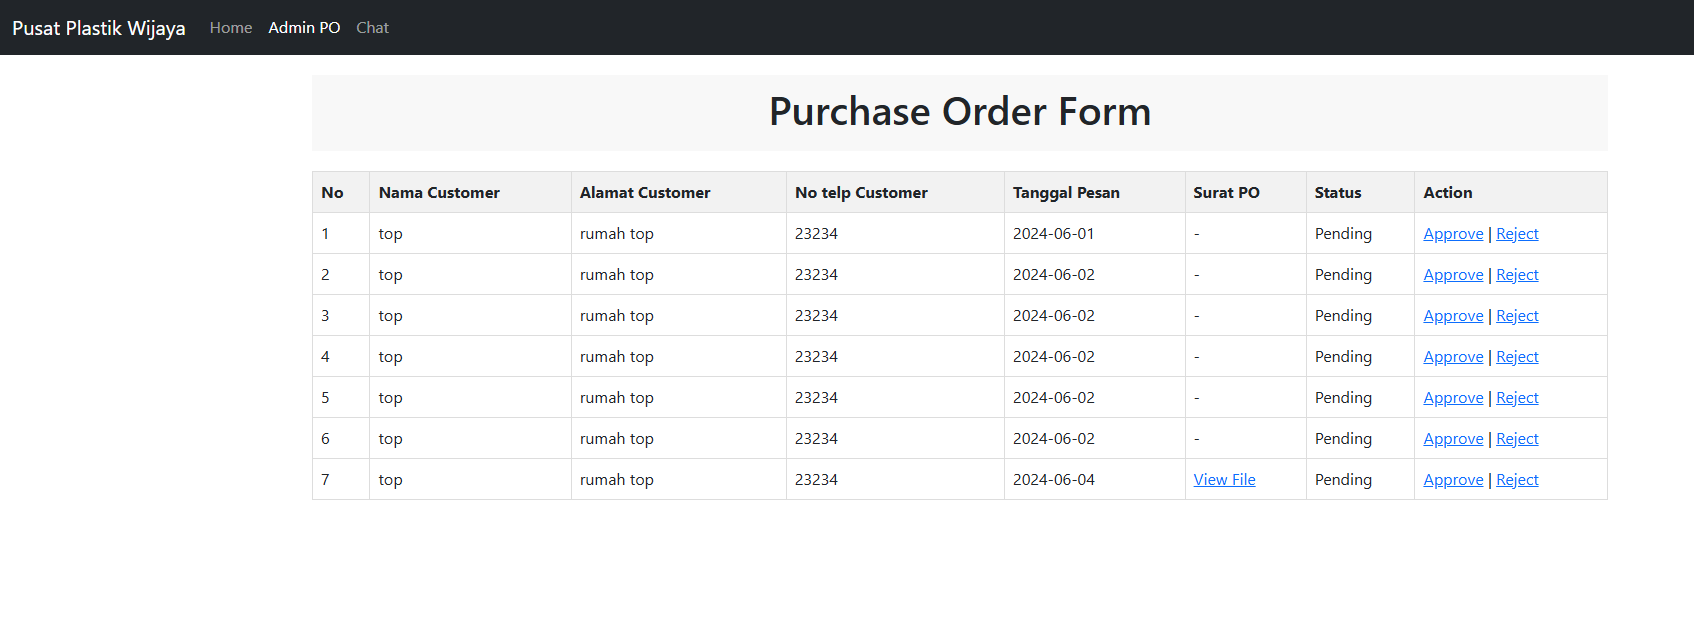 Pusat Plastik Wijaya Home Admin PO Chat
Purchase Order Form
No Nama Customer Alamat Customer No telp Customer Tanggal Pesan Surat PO Status Action
1 top rumah top 23234 2024-06-01 - Pending Approve | Reject
2 top rumah top 23234 2024-06-02 - Pending Approve | Reject
3 top rumah top 23234 2024-06-02 - Pending Approve | Reject
4 top rumah top 23234 2024-06-02 - Pending Approve | Reject
5 top rumah top 23234 2024-06-02 - Pending Approve | Reject
6 top rumah top 23234 2024-06-02 - Pending Approve | Reject
7 top rumah top 23234 2024-06-04 View File Pending Approve | Reject